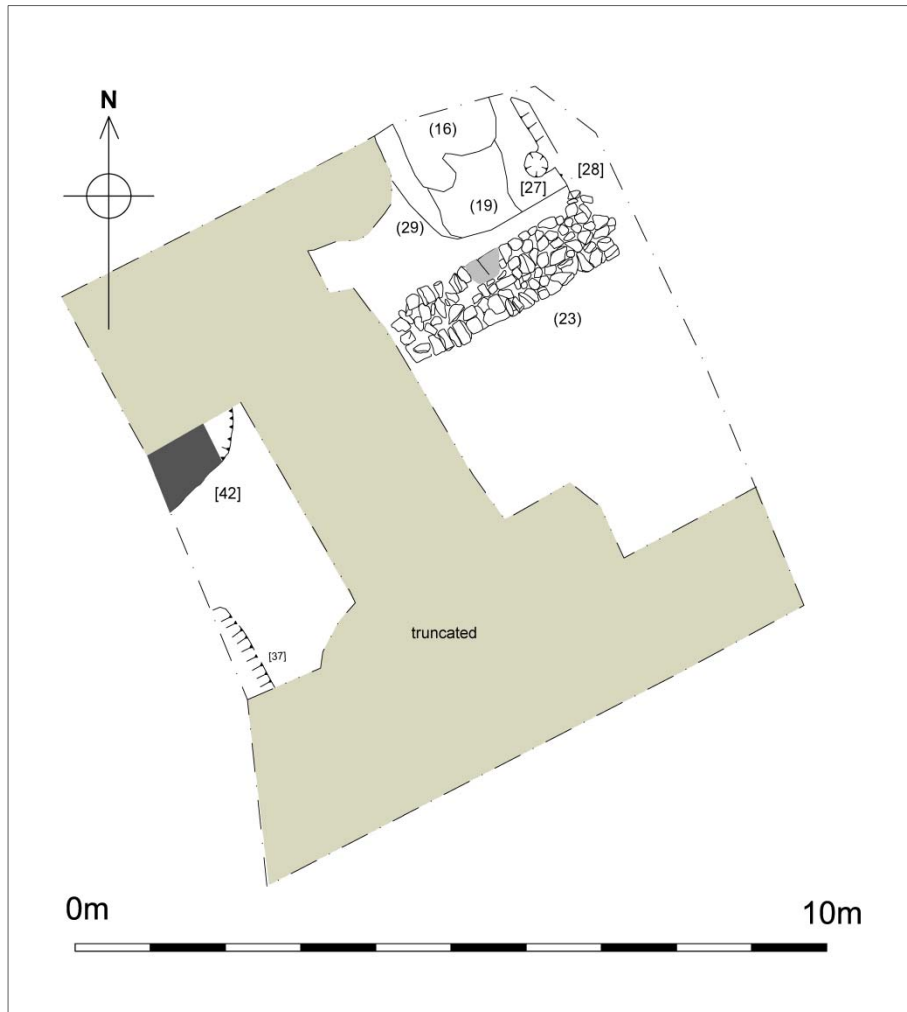 N
(16)
[28]
[27]
(19)
(29)
(23)
[42]
truncated
[37]
0m 10m